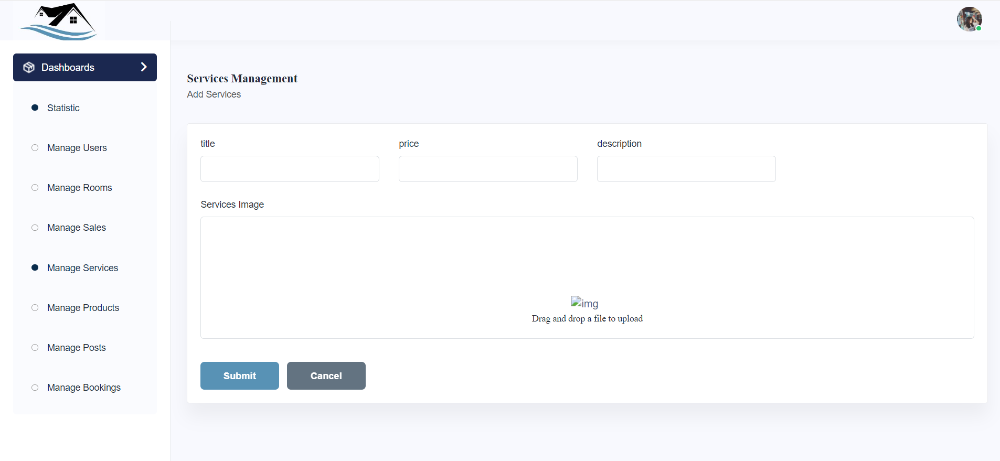 Dashboards
Statistic
Manage Users
Manage Rooms
Manage Sales
Manage Services
Manage Products
Manage Posts
Manage Bookings
Services Management
Add Services
title
price
description
Services Image
img
Drag and drop a file to upload
Submit
Cancel